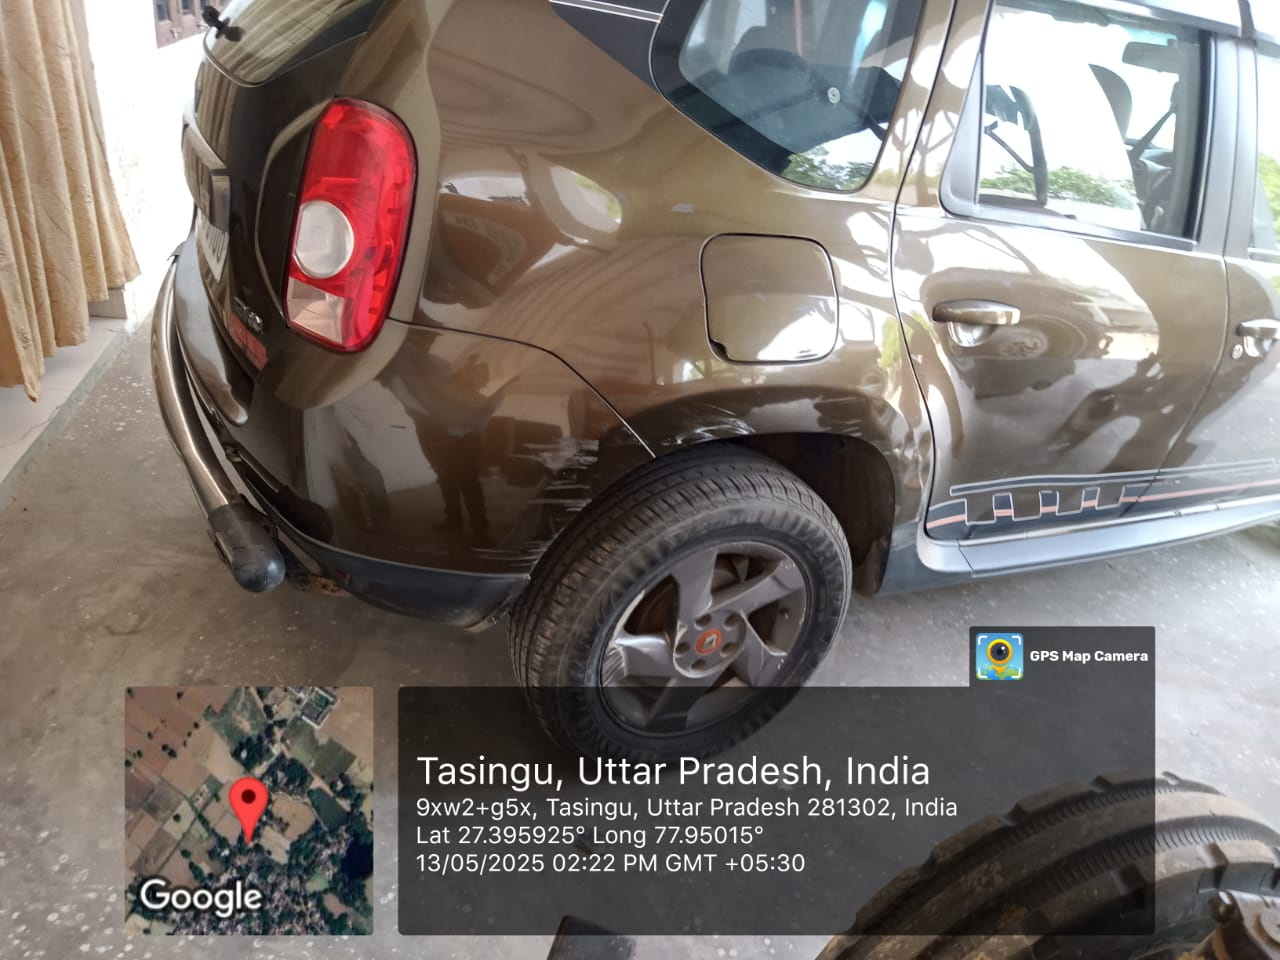 GPS Map Camera
Tasingu, Uttar Pradesh, India
9xw2+g5x, Tasingu, Uttar Pradesh 281302, India
Lat 27.395925° Long 77.95015°
13/05/2025 02:22 PM GMT +05:30
Google